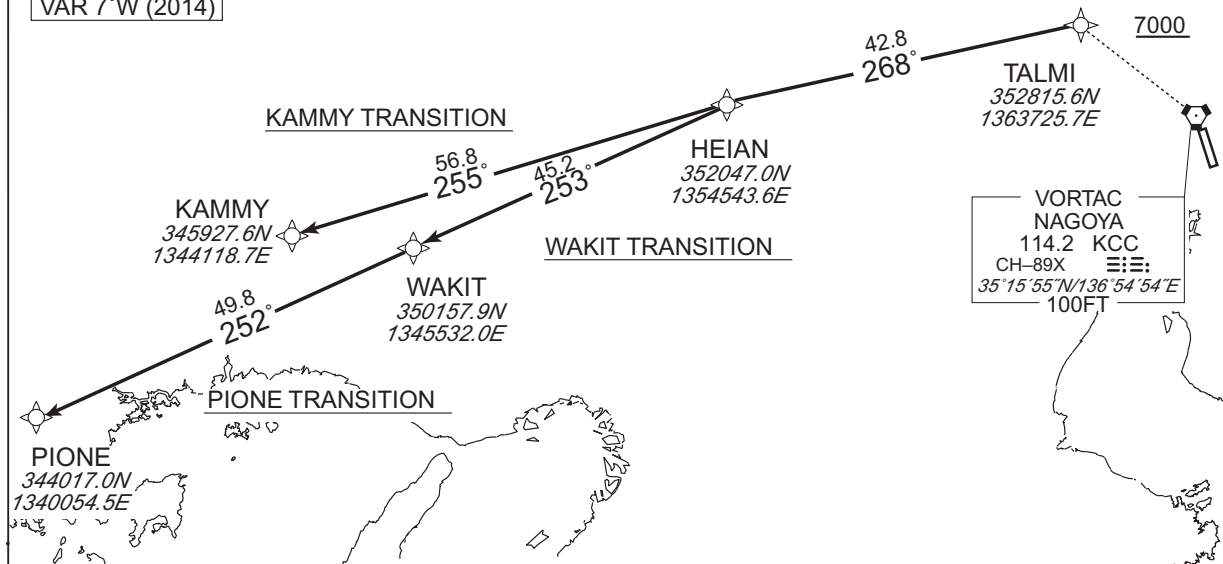 VAR 7°W (2014)
7000
42.8
268°
TALMI
352815.6N
1363725.7E
KAMMY TRANSITION
HEIAN
352047.0N
1354543.6E
56.8
255°
45.2
253°
KAMMY
345927.6N
1344118.7E
WAKIT TRANSITION
VORTAC
NAGOYA
114.2 KCC
CH–89X
35°15′55″N/136°54′54″E
100FT
WAKIT
350157.9N
1345532.0E
49.8
252°
PIONE TRANSITION
PIONE
344017.0N
1340054.5E